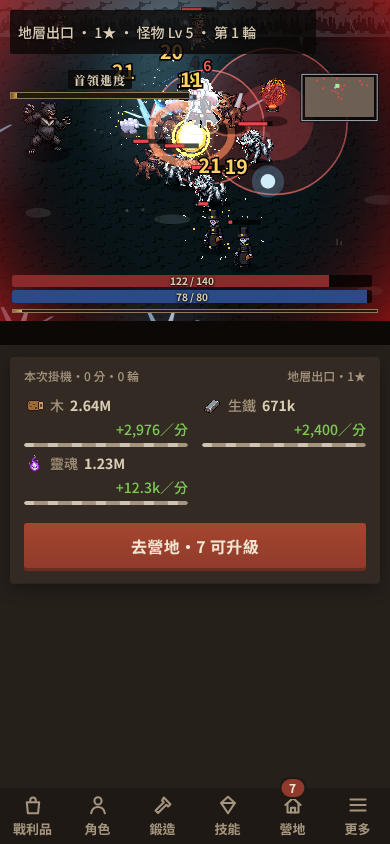 地層出口 • 1★ • 怪物 Lv 5 • 第 1 輪
20
21
6
11
首領進度
21 19
122 / 140
78 / 80
本次掛機・0 分・0 輪
地層出口・1★
木 2.64M
生鐵 671k
+2,976／分
+2,400／分
靈魂 1.23M
+12.3k／分
去營地・7 可升級
7
戰利品
角色
鍛造
技能
營地
更多